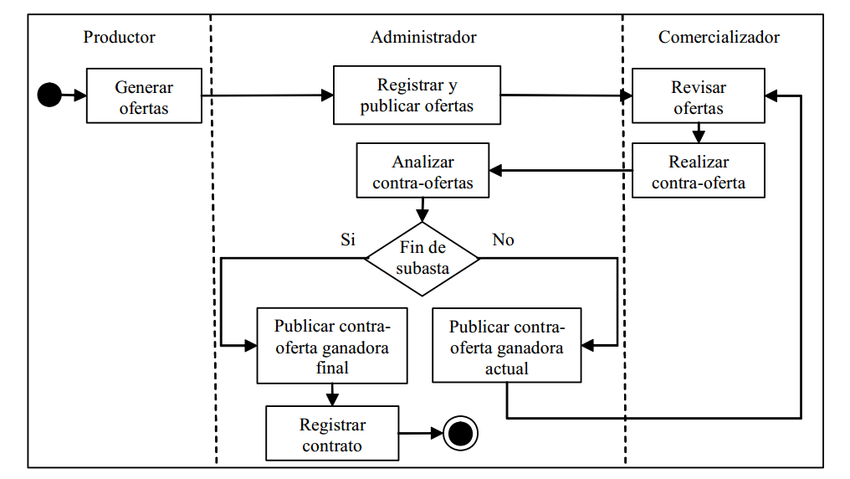 Productor
Administrador
Comercializador
Generar
ofertas
Registrar y
publicar ofertas
Revisar
ofertas
Analizar
contra-ofertas
Realizar
contra-oferta
Si
Fin de
subasta
No
Publicar contra-
oferta ganadora
final
Publicar contra-
oferta ganadora
actual
Registrar
contrato